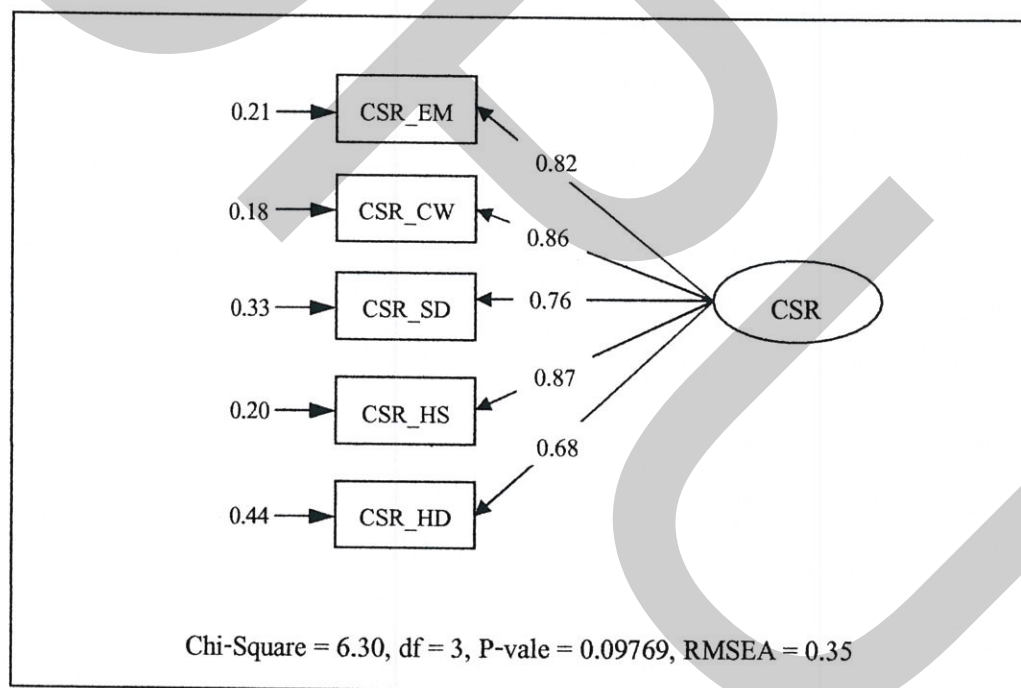 0.21
CSR_EM
0.82
0.18
CSR_CW
0.86
0.33
CSR_SD
0.76
CSR
0.20
CSR_HS
0.87
0.44
CSR_HD
0.68
Chi-Square = 6.30, df = 3, P-vale = 0.09769, RMSEA = 0.35